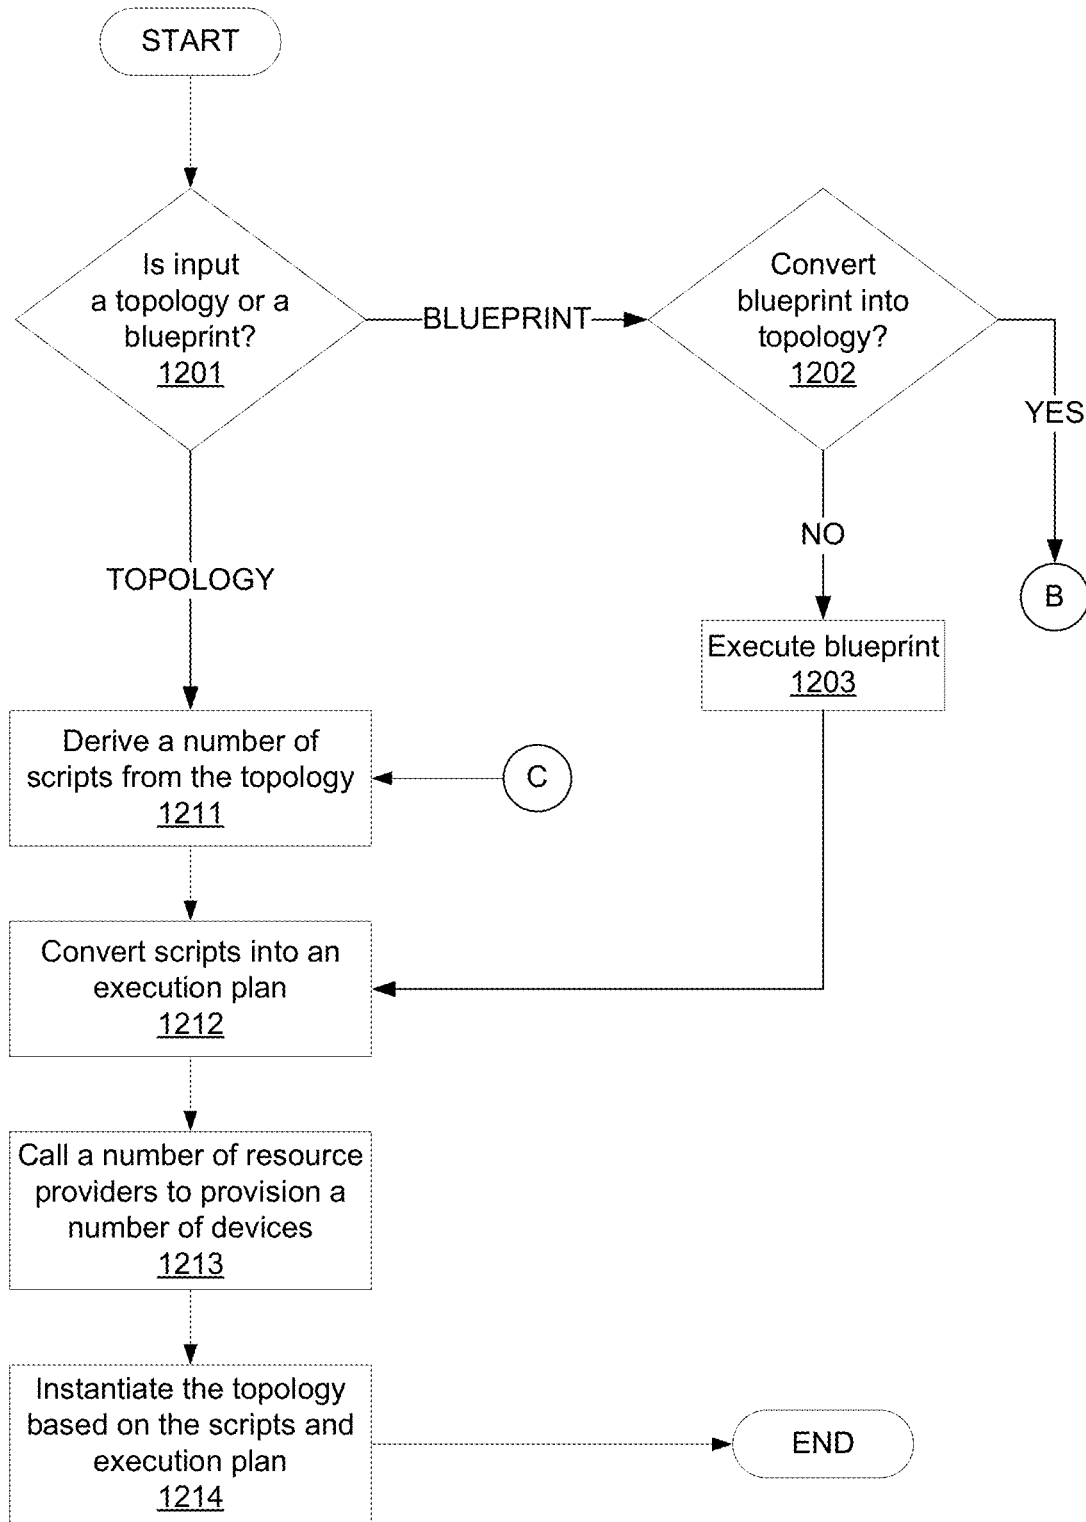 START
Is input
a topology or a
blueprint?
1201
BLUEPRINT
Convert
blueprint into
topology?
1202
YES
NO
TOPOLOGY
B
Execute blueprint
1203
Derive a number of
scripts from the topology
1211
C
Convert scripts into an
execution plan
1212
Call a number of resource
providers to provision a
number of devices
1213
Instantiate the topology
based on the scripts and
execution plan
1214
END